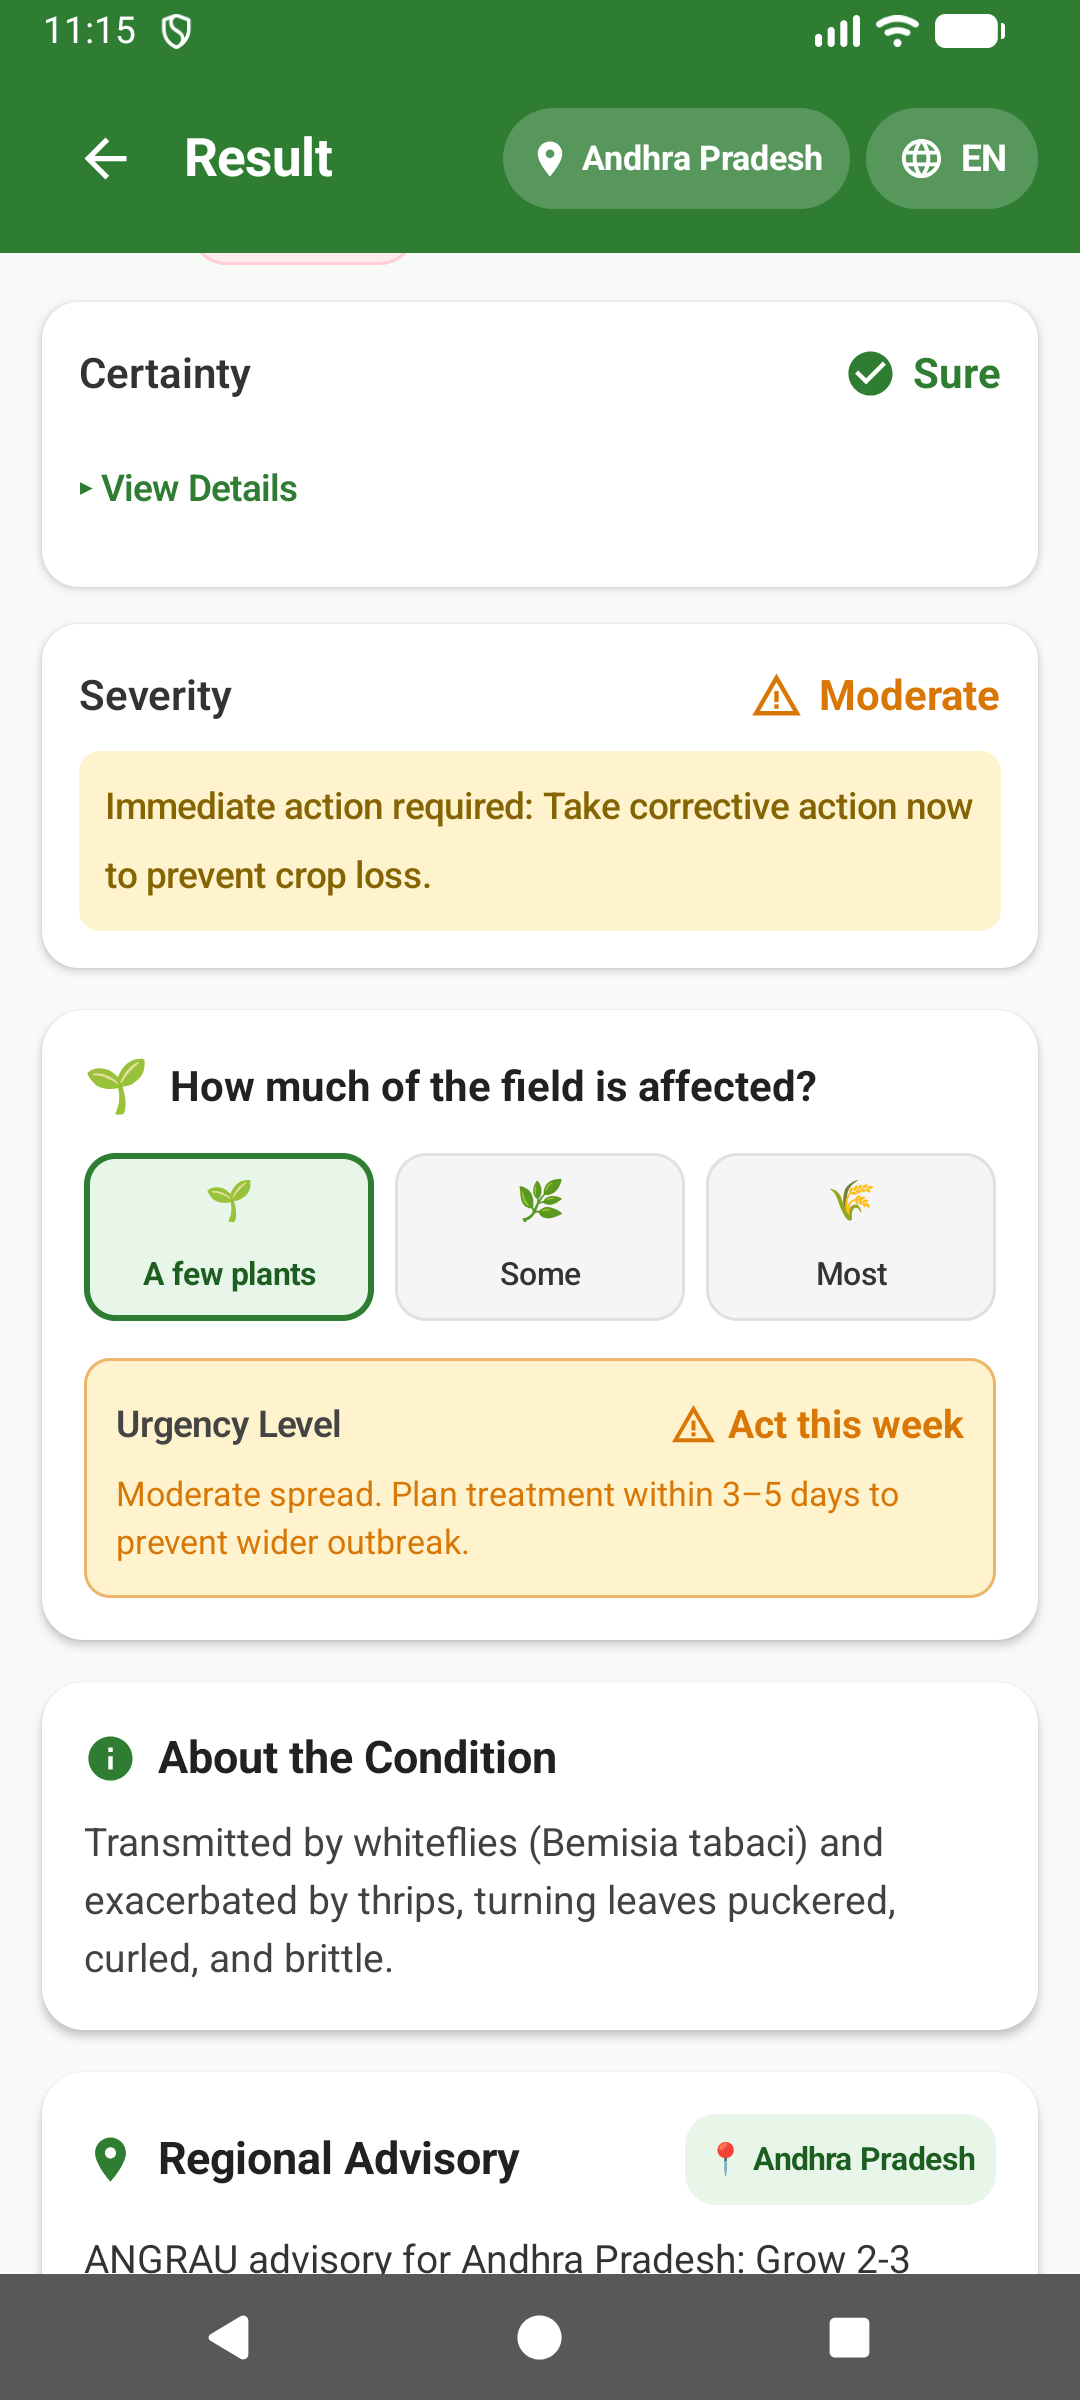 11:15
Result
Andhra Pradesh
EN
Certainty
Sure
▸ View Details
Severity
Moderate
Immediate action required: Take corrective action now
to prevent crop loss.
How much of the field is affected?
A few plants
Some
Most
Urgency Level
Act this week
Moderate spread. Plan treatment within 3–5 days to
prevent wider outbreak.
About the Condition
Transmitted by whiteflies (Bemisia tabaci) and
exacerbated by thrips, turning leaves puckered,
curled, and brittle.
Regional Advisory
Andhra Pradesh
ANGRAU advisory for Andhra Pradesh: Grow 2-3